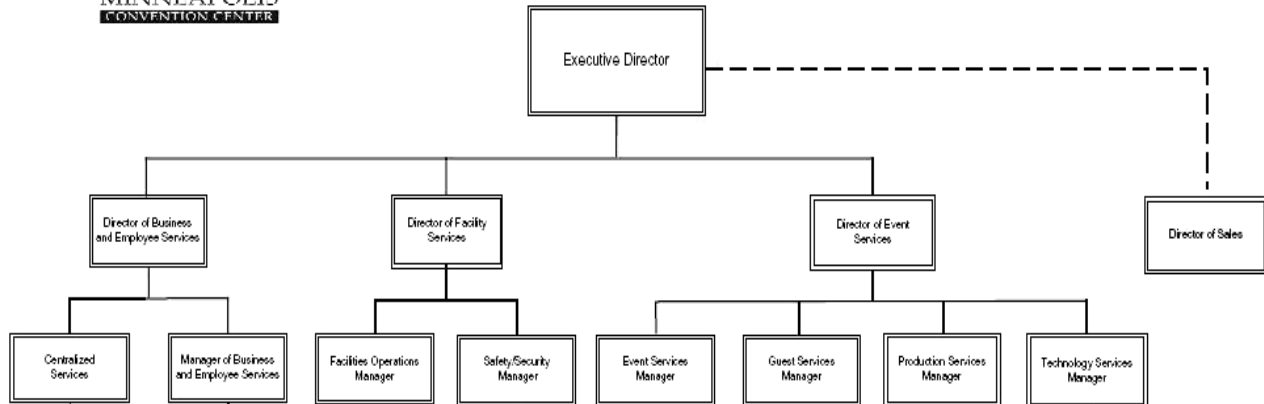 MINNEAPOLIS
CONVENTION CENTER
Executive Director
Director of Business
and Employee Services
Director of Facility
Services
Director of Event
Services
Director of Sales
Centralized
Services
Manager of Business
and Employee Services
Facilities Operations
Manager
Safety/Security
Manager
Event Services
Manager
Guest Services
Manager
Production Services
Manager
Technology Services
Manager